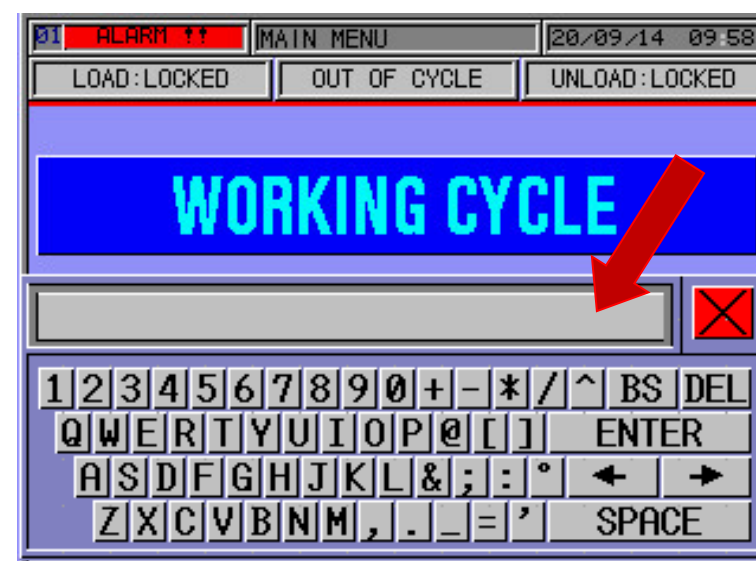 01 ALARM !! MAIN MENU 20/09/14 09:58
LOAD:LOCKED OUT OF CYCLE UNLOAD:LOCKED
WORKING CYCLE
1 2 3 4 5 6 7 8 9 0 + - * / ^ BS DEL
Q W E R T Y U I O P @ [ ] ENTER
A S D F G H J K L & ; : ° ← →
Z X C V B N M , . _ = ' SPACE